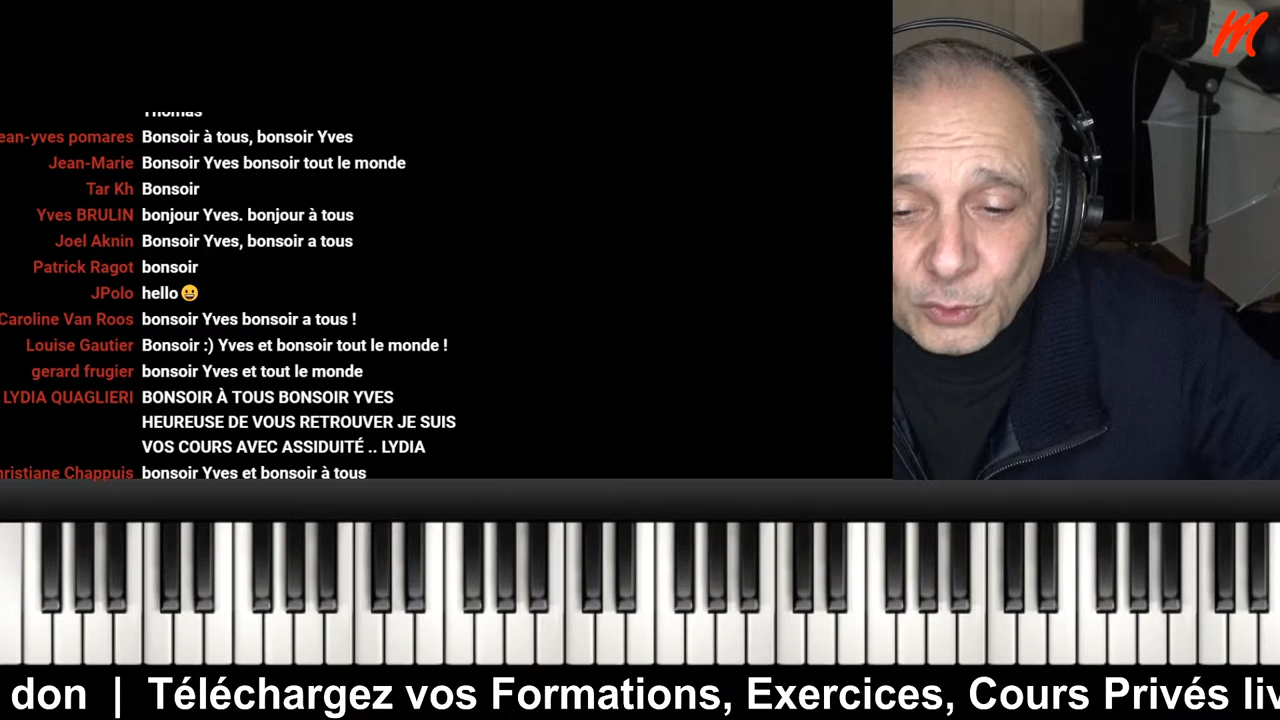 Thomas
ean-yves pomares Bonsoir à tous, bonsoir Yves
Jean-Marie Bonsoir Yves bonsoir tout le monde
Tar Kh Bonsoir
Yves BRULIN bonjour Yves. bonjour à tous
Joel Aknin Bonsoir Yves, bonsoir a tous
Patrick Ragot bonsoir
JPolo hello😀
Caroline Van Roos bonsoir Yves bonsoir a tous !
Louise Gautier Bonsoir :) Yves et bonsoir tout le monde !
gerard frugier bonsoir Yves et tout le monde
LYDIA QUAGLIERI BONSOIR À TOUS BONSOIR YVES
HEUREUSE DE VOUS RETROUVER JE SUIS
VOS COURS AVEC ASSIDUITÉ .. LYDIA
hristiane Chappuis bonsoir Yves et bonsoir à tous
don | Téléchargez vos Formations, Exercices, Cours Privés liv
M